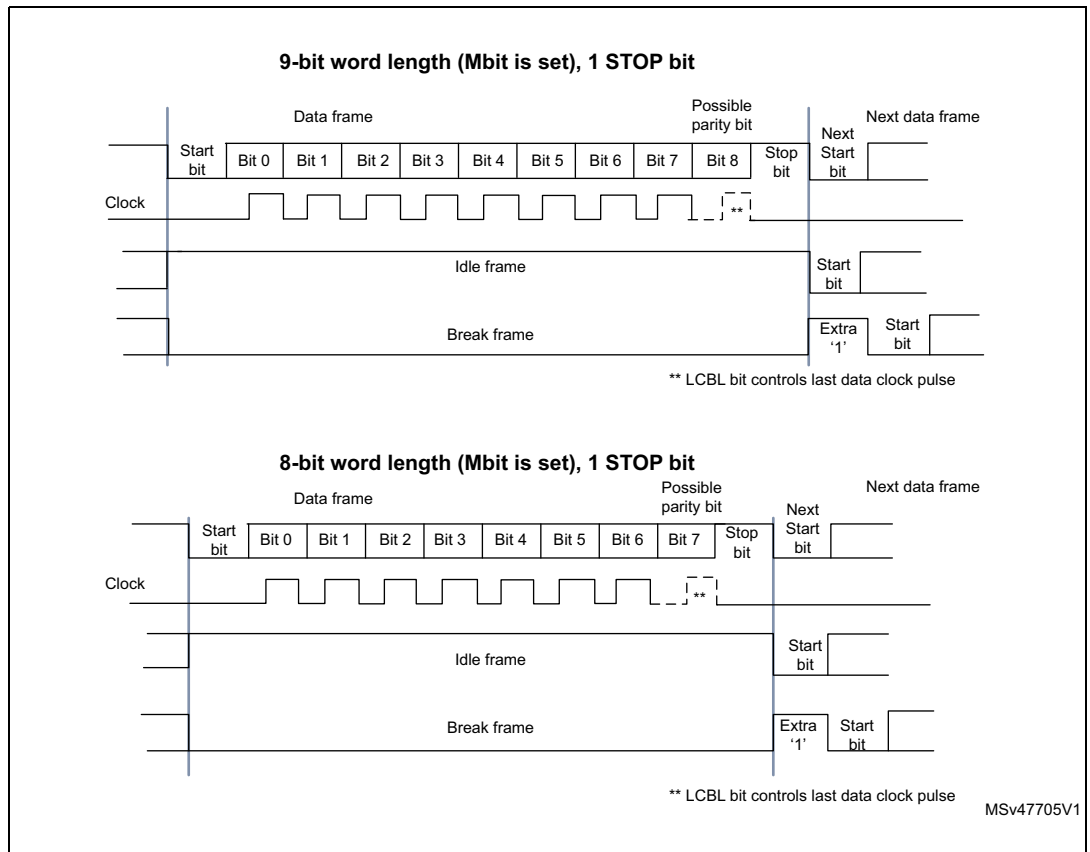 9-bit word length (Mbit is set), 1 STOP bit
Data frame
Possible
parity bit
Next data frame
Next
Start
bit
Start
bit
Bit 0
Bit 1
Bit 2
Bit 3
Bit 4
Bit 5
Bit 6
Bit 7
Bit 8
Stop
bit
Clock
**
Idle frame
Start
bit
Break frame
Extra
‘1’
Start
bit
** LCBL bit controls last data clock pulse
8-bit word length (Mbit is set), 1 STOP bit
Data frame
Possible
parity bit
Next data frame
Next
Start
bit
Start
bit
Bit 0
Bit 1
Bit 2
Bit 3
Bit 4
Bit 5
Bit 6
Bit 7
Stop
bit
Clock
**
Idle frame
Start
bit
Break frame
Extra
‘1’
Start
bit
** LCBL bit controls last data clock pulse
MSv47705V1